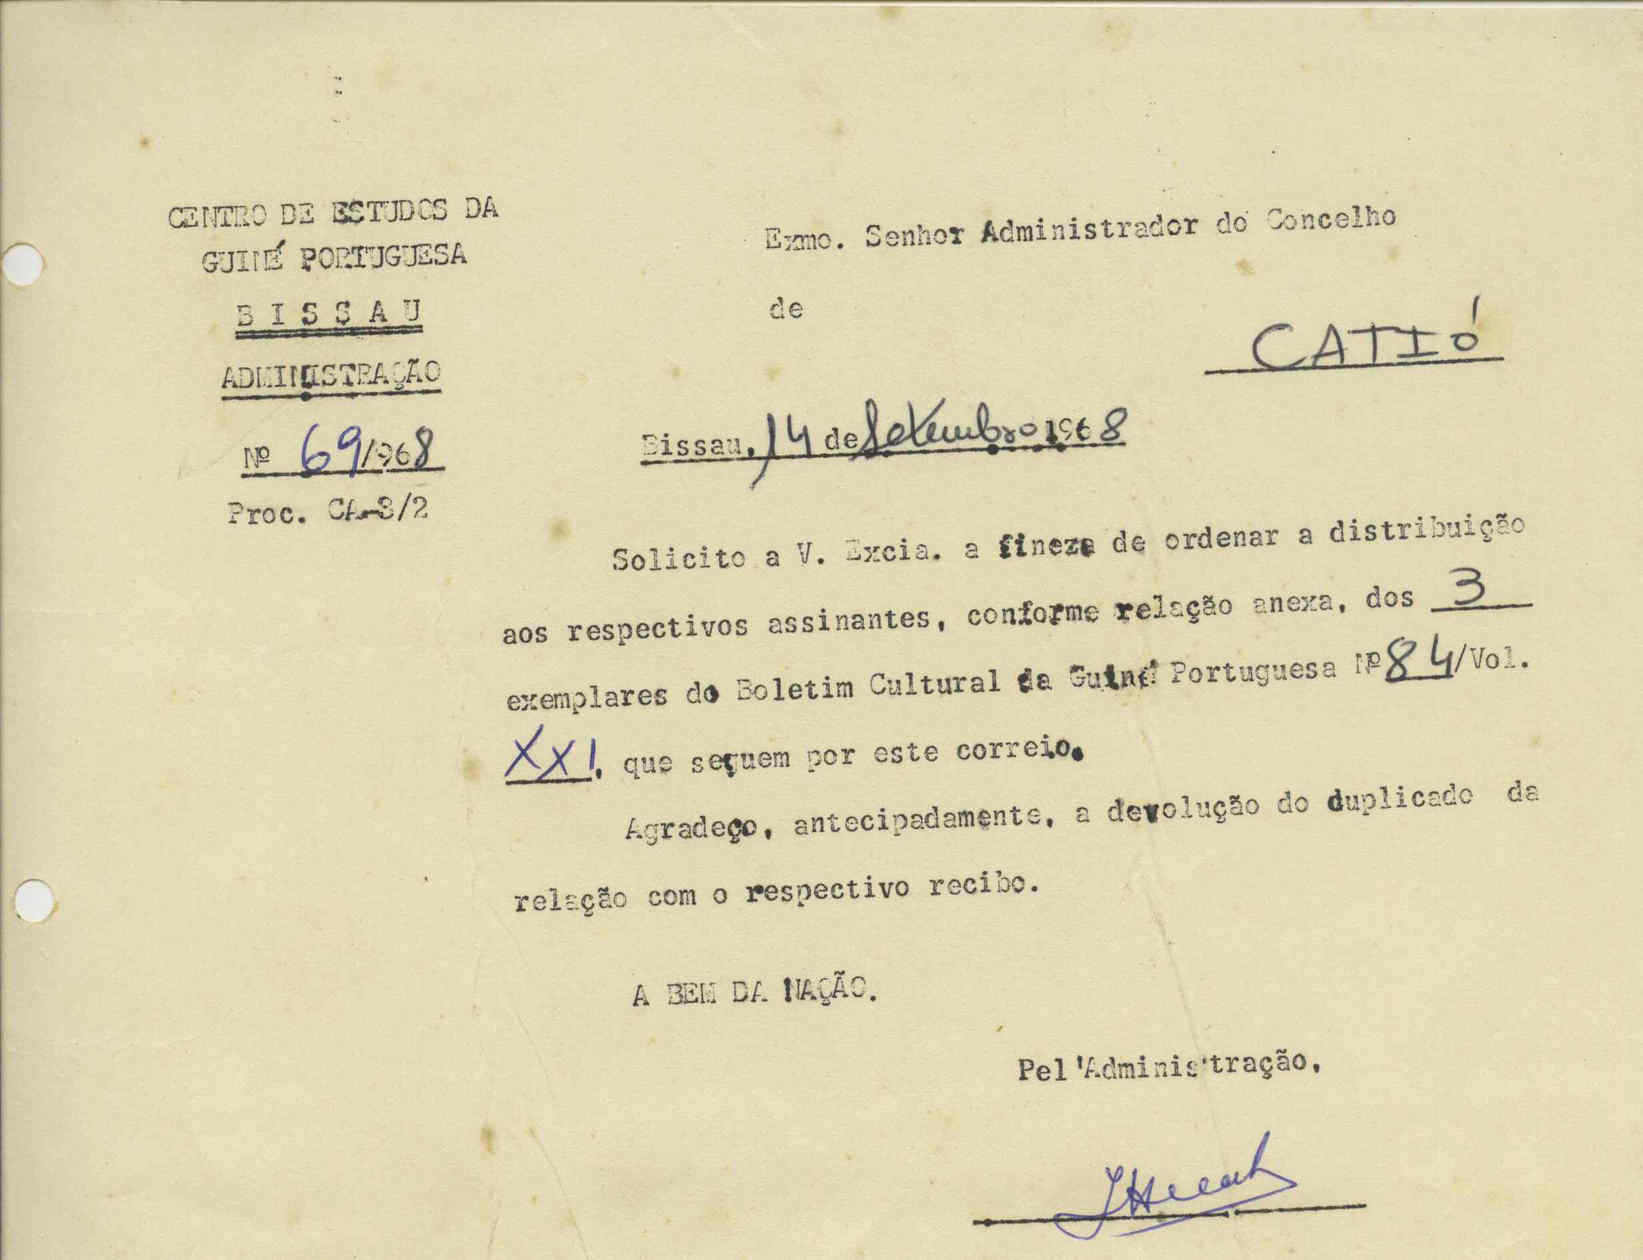 CENTRO DE ESTUDOS DA
GUINÉ PORTUGUESA
B I S S A U
ADMINISTRAÇÃO
Nº 69/968
Proc. CA-8/2
Exmo. Senhor Administrador do Concelho
de
CATIÓ
Bissau, 14 de Setembro 1968
Solicito a V. Excia. a fineza de ordenar a distribuição
aos respectivos assinantes, conforme relação anexa, dos 3
exemplares do Boletim Cultural da Guiné Portuguesa Nº 84/Vol.
XXI, que seguem por este correio.
Agradeço, antecipadamente, a devolução do duplicado da
relação com o respectivo recibo.
A BEM DA NAÇÃO.
Pel'Administração,